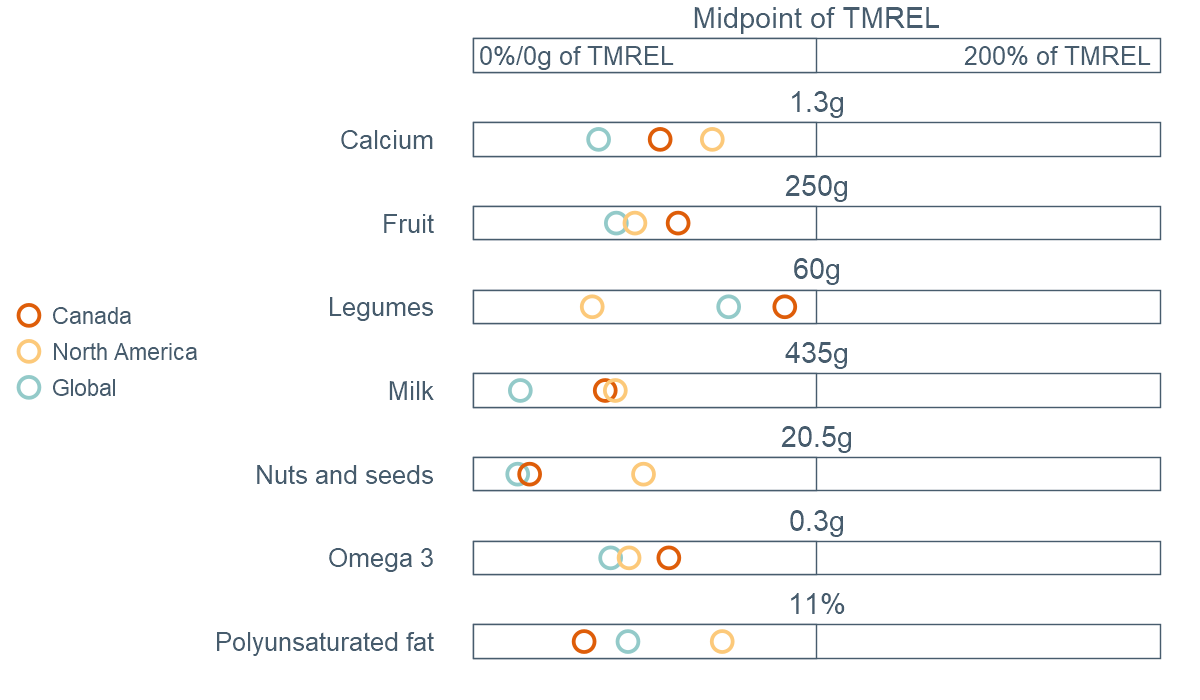 Midpoint of TMREL
0%/0g of TMREL
200% of TMREL
1.3g
Calcium
250g
Fruit
60g
Legumes
435g
Milk
20.5g
Nuts and seeds
0.3g
Omega 3
11%
Polyunsaturated fat
Canada
North America
Global